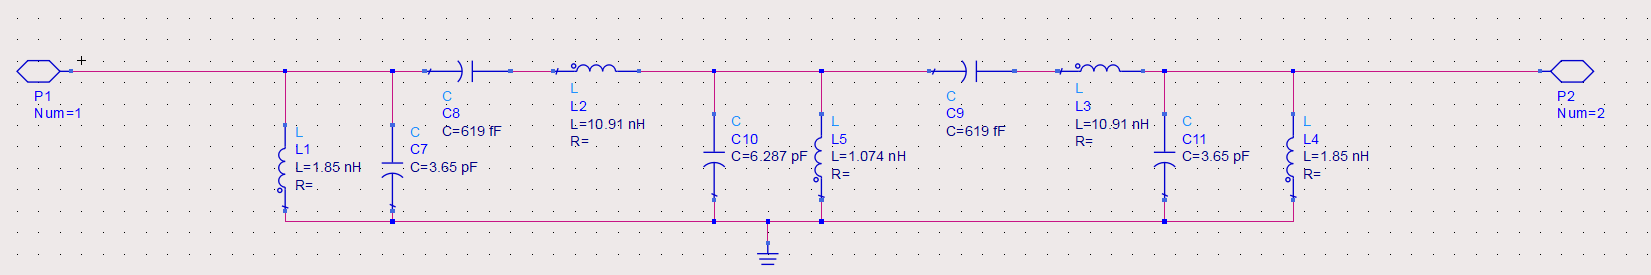 P1
Num=1
L
L1
L=1.85 nH
R=
C
C7
C=3.65 pF
C
C8
C=619 fF
L
L2
L=10.91 nH
R=
C
C10
C=6.287 pF
L
L5
L=1.074 nH
R=
C
C9
C=619 fF
L
L3
L=10.91 nH
R=
C
C11
C=3.65 pF
L
L4
L=1.85 nH
R=
P2
Num=2